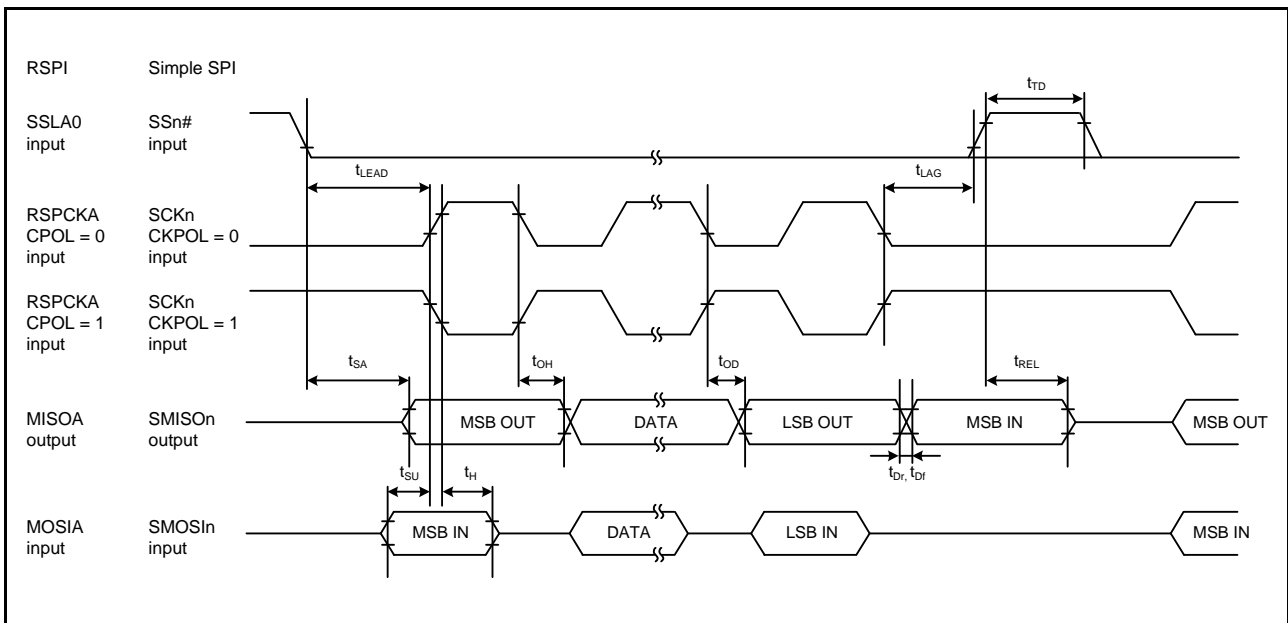 RSPI Simple SPI
tTD
SSLA0 SSn#
input input
tLEAD tLAG
RSPCKA SCKn
CPOL = 0 CKPOL = 0
input input
RSPCKA SCKn
CPOL = 1 CKPOL = 1
input input
tSA tOH tOD tREL
MISOA SMISOn
output output
MSB OUT DATA LSB OUT MSB IN MSB OUT
tSU tH tDr, tDf
MOSIA SMOSIn
input input
MSB IN DATA LSB IN MSB IN